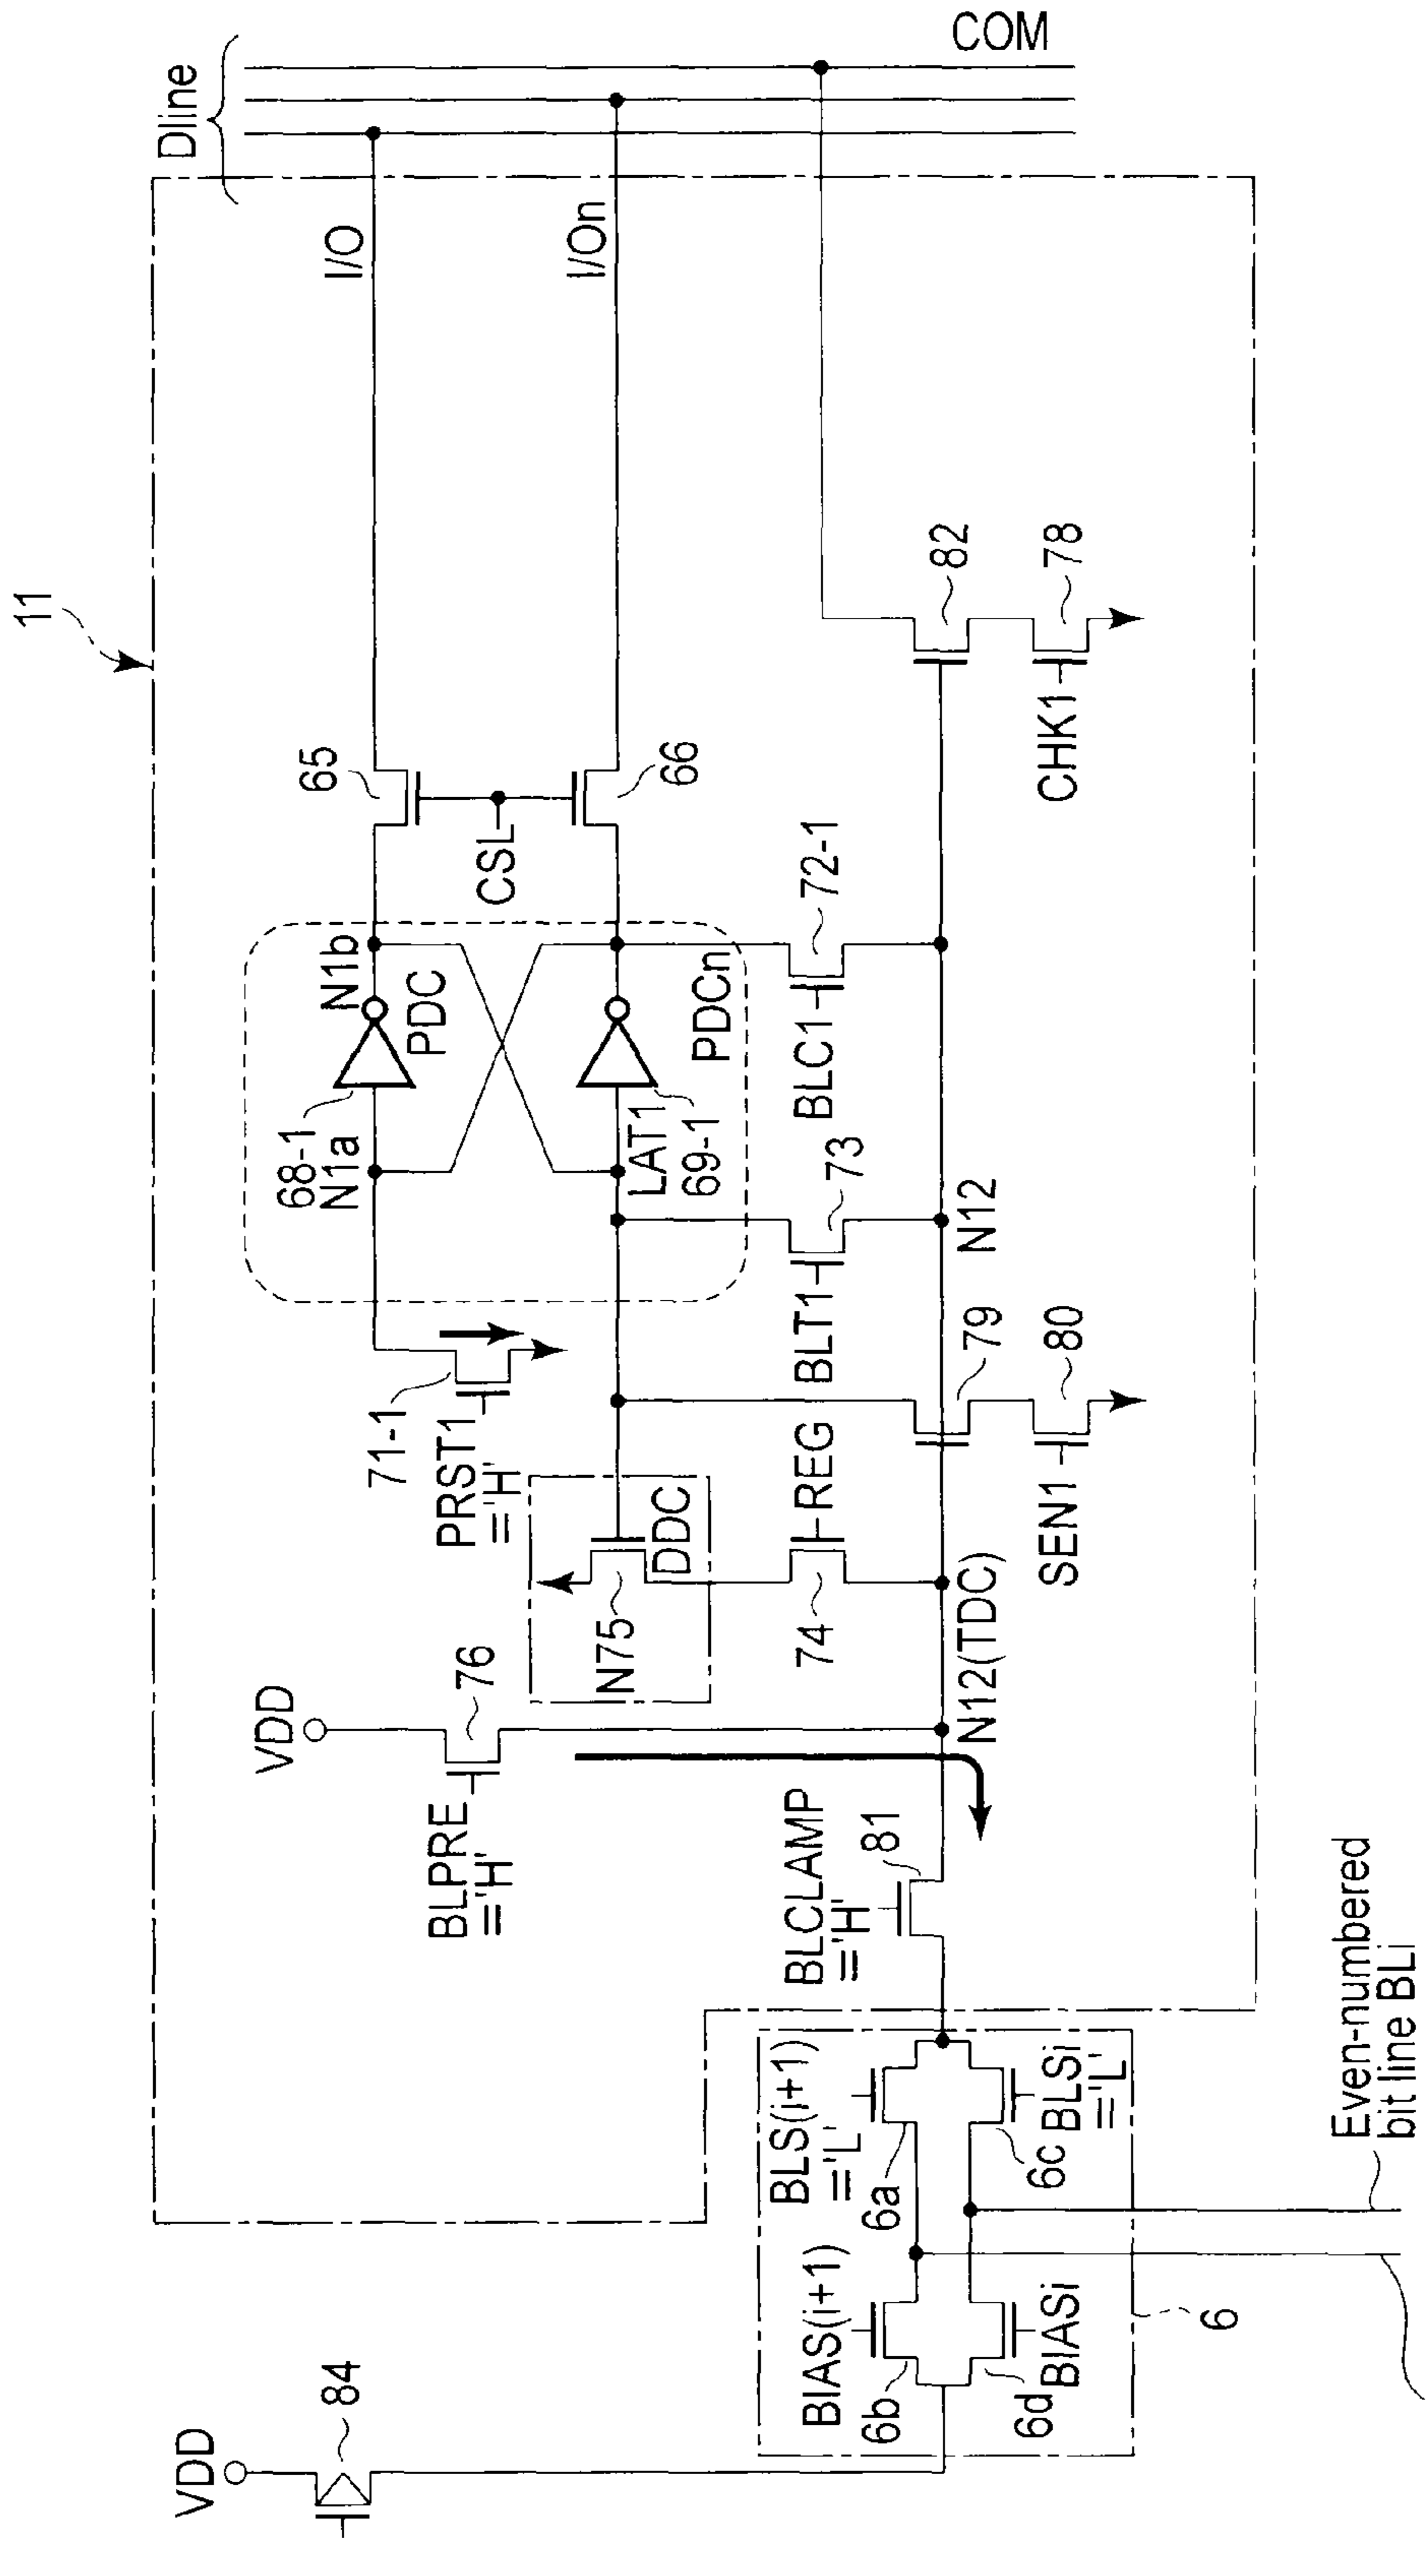 COM
Dline
I/O
I/On
11
82
78
CHK1
65
66
CSL
72-1
BLC1
N1b
PDC
PDCn
68-1
N1a
LAT1
69-1
73
BLT1
N12
79
80
SEN1
71-1
PRST1
='H'
DDC
N75
REG
74
N12(TDC)
VDD
76
BLPRE
='H'
BLCLAMP
='H'
81
BLS(i+1)
='L'
6a
BLSi
='L'
6c
BIAS(i+1)
6b
BIASi
6d
6
Even-numbered
bit line BLi
VDD
84